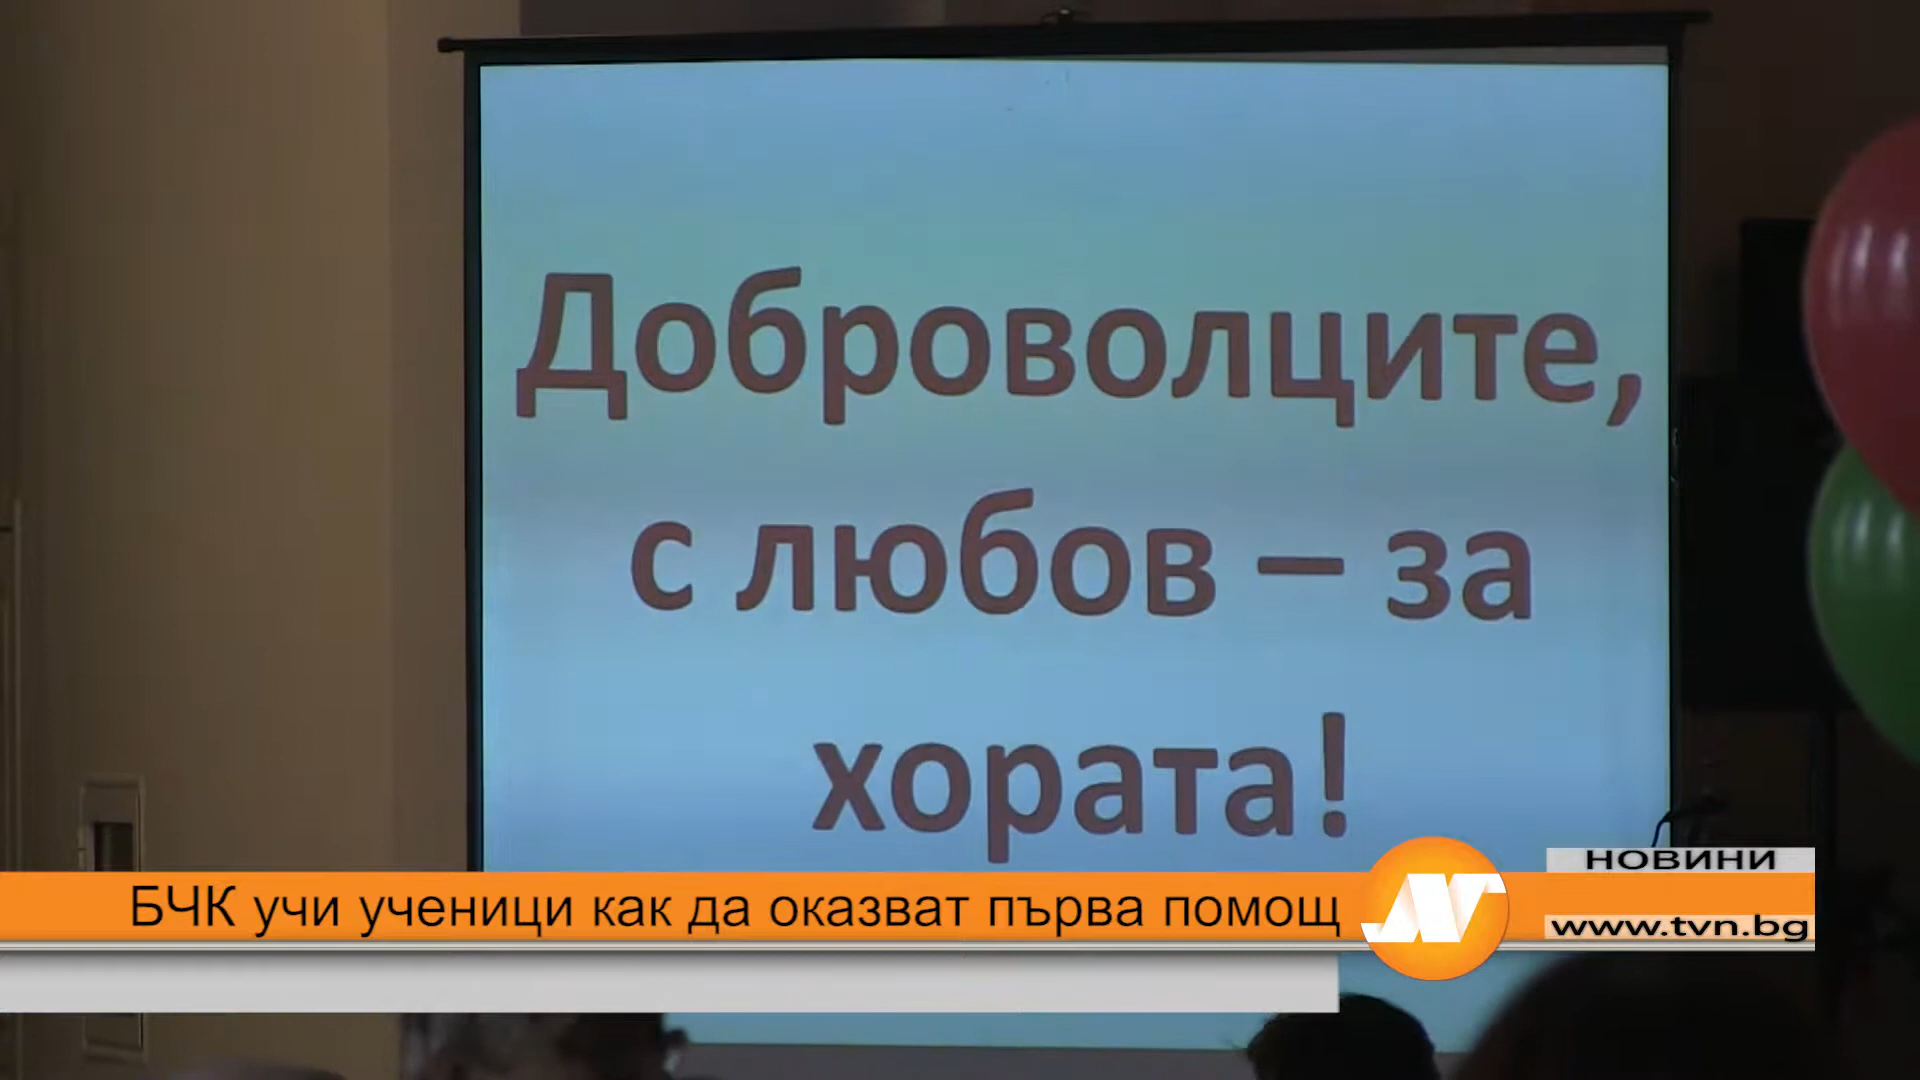 Доброволците,
с любов – за
хората!
БЧК учи ученици как да оказват първа помощ
НОВИНИ
www.tvn.bg